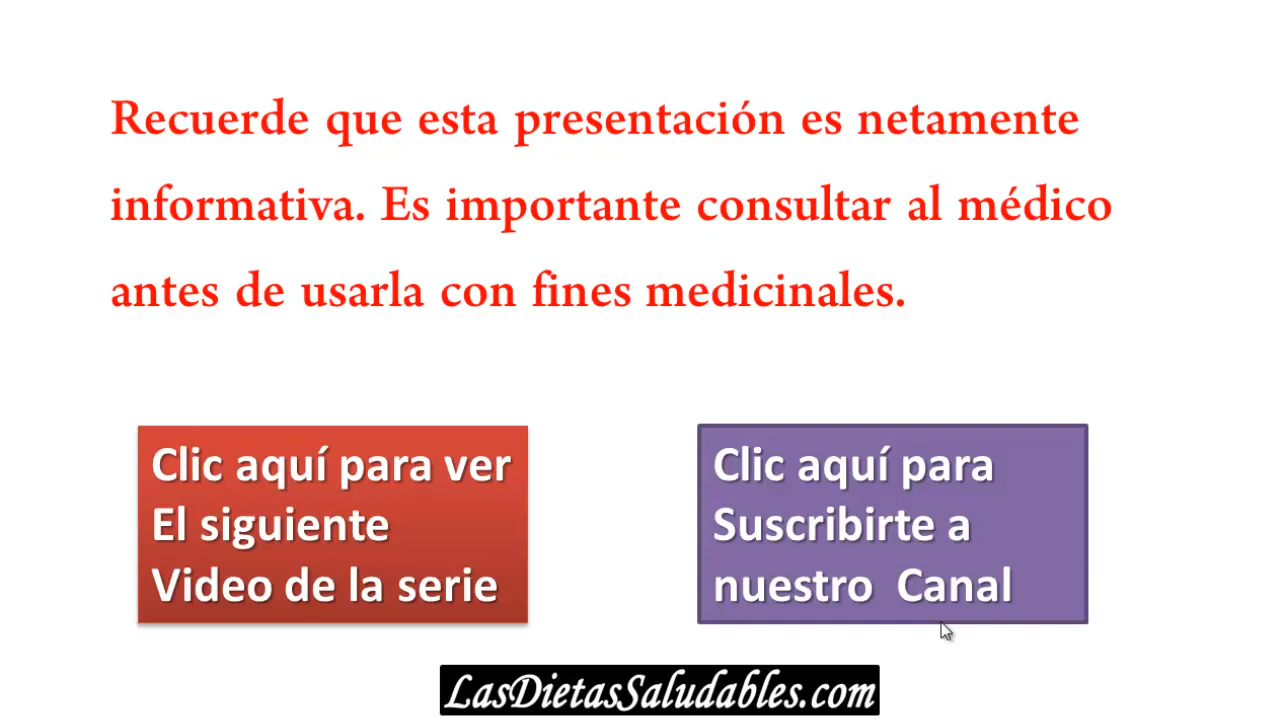 Recuerde que esta presentación es netamente
informativa. Es importante consultar al médico
antes de usarla con fines medicinales.
Clic aquí para ver
El siguiente
Video de la serie
Clic aquí para
Suscribirte a
nuestro Canal
LasDietasSaludables.com